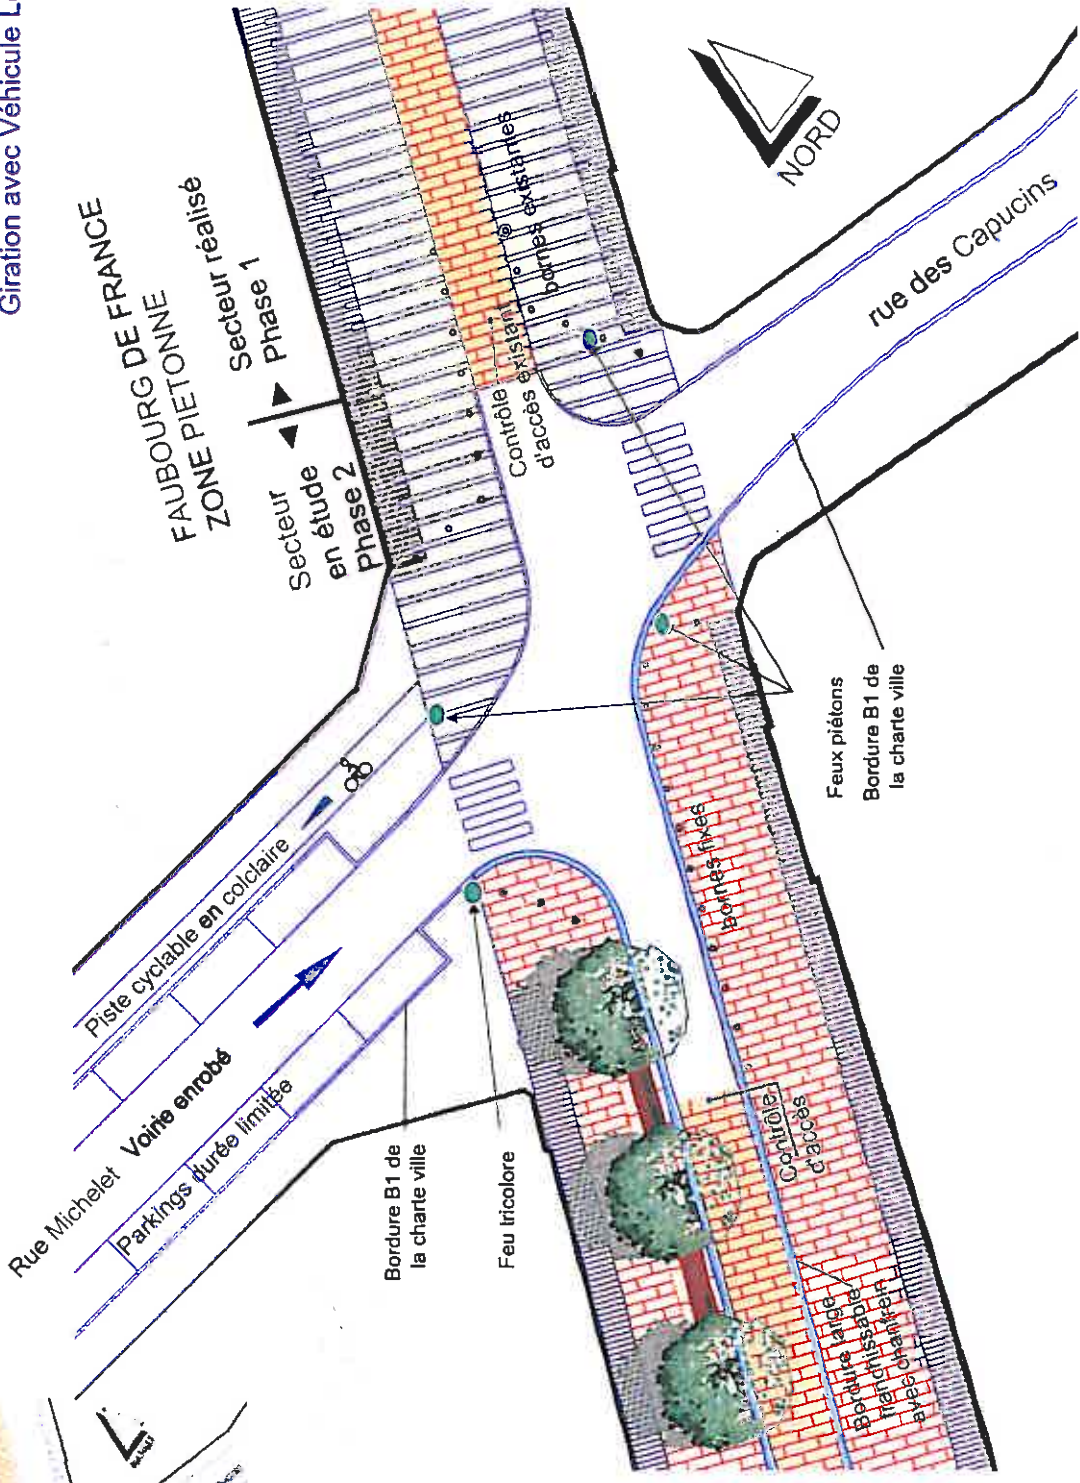 Giration avec Véhicule L
FAUBOURG DE FRANCE
ZONE PIETONNE
Secteur réalisé
Phase 1
Secteur
en étude
Phase 2
NORD
bornes existantes
Contrôle
d'accès existant
rue des Capucins
Piste cyclable en colclaire
Rue Michelet Voirie enrobé
Parkings durée limitée
Bordure B1 de
la charte ville
Feu tricolore
Feux piétons
Bordure B1 de
la charte ville
bornes fixes
Contrôle
d'accès
Bordure large
franchissable
avec chanfrein